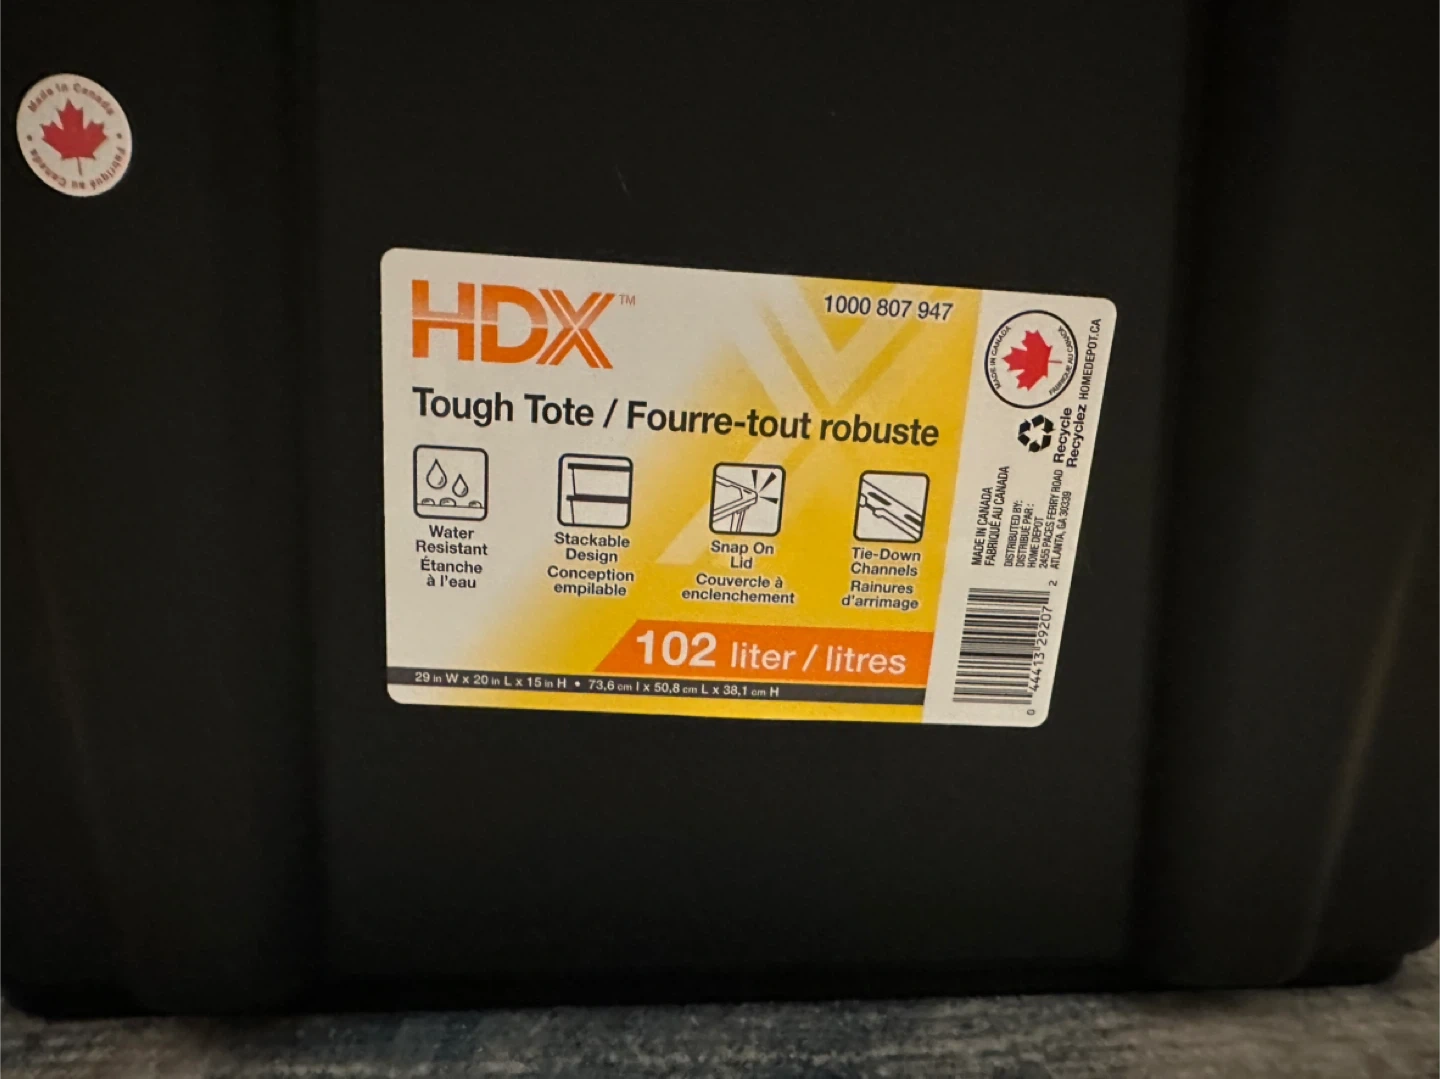 Made in Canada
Fabriqué au Canada
HDX™
1000 807 947
Tough Tote / Fourre-tout robuste
Water
Resistant
Étanche
à l'eau
Stackable
Design
Conception
empilable
Snap On
Lid
Couvercle à
enclenchement
Tie-Down
Channels
Rainures
d'arrimage
102 liter / litres
29 in W x 20 in L x 15 in H • 73,6 cm l x 50,8 cm L x 38,1 cm H
MADE IN CANADA
FABRIQUÉ AU CANADA
HOMEDEPOT.CA
Recycle
Recyclez
MADE IN CANADA
FABRIQUÉ AU CANADA
DISTRIBUTED BY:
DISTRIBUÉ PAR :
HOME DEPOT
2455 PACES FERRY ROAD
ATLANTA, GA 30339
0 44413 29207 2